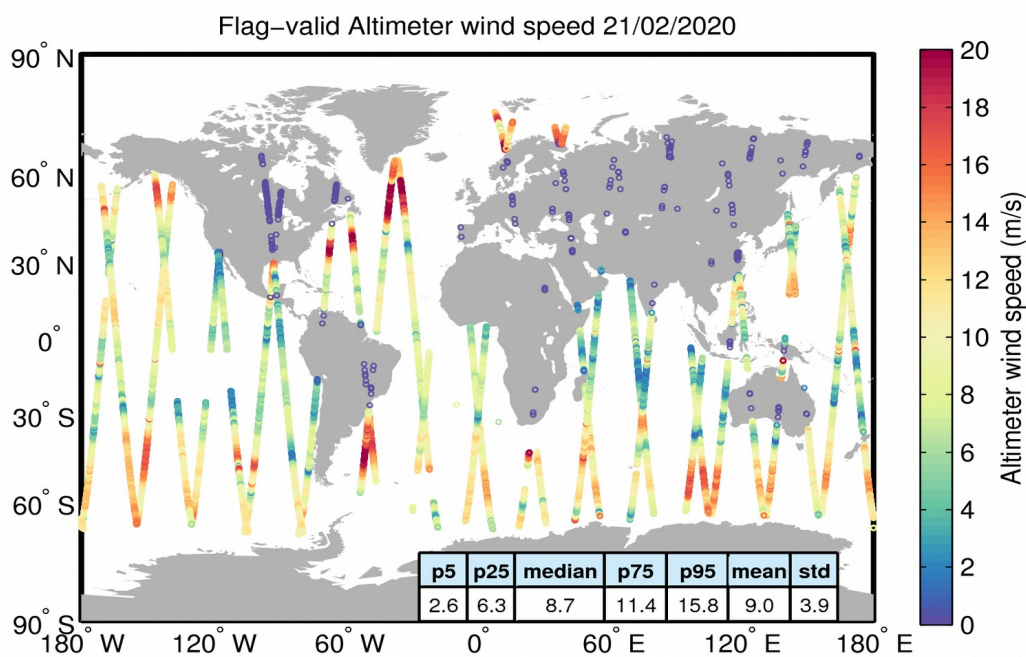 Flag−valid Altimeter wind speed 21/02/2020
90° N
60° N
30° N
0°
30° S
60° S
90° S
180° W
120° W
60° W
0°
60° E
120° E
180° E
p5 p25 median p75 p95 mean std
2.6 6.3 8.7 11.4 15.8 9.0 3.9
20
18
16
14
12
10
8
6
4
2
0
Altimeter wind speed (m/s)